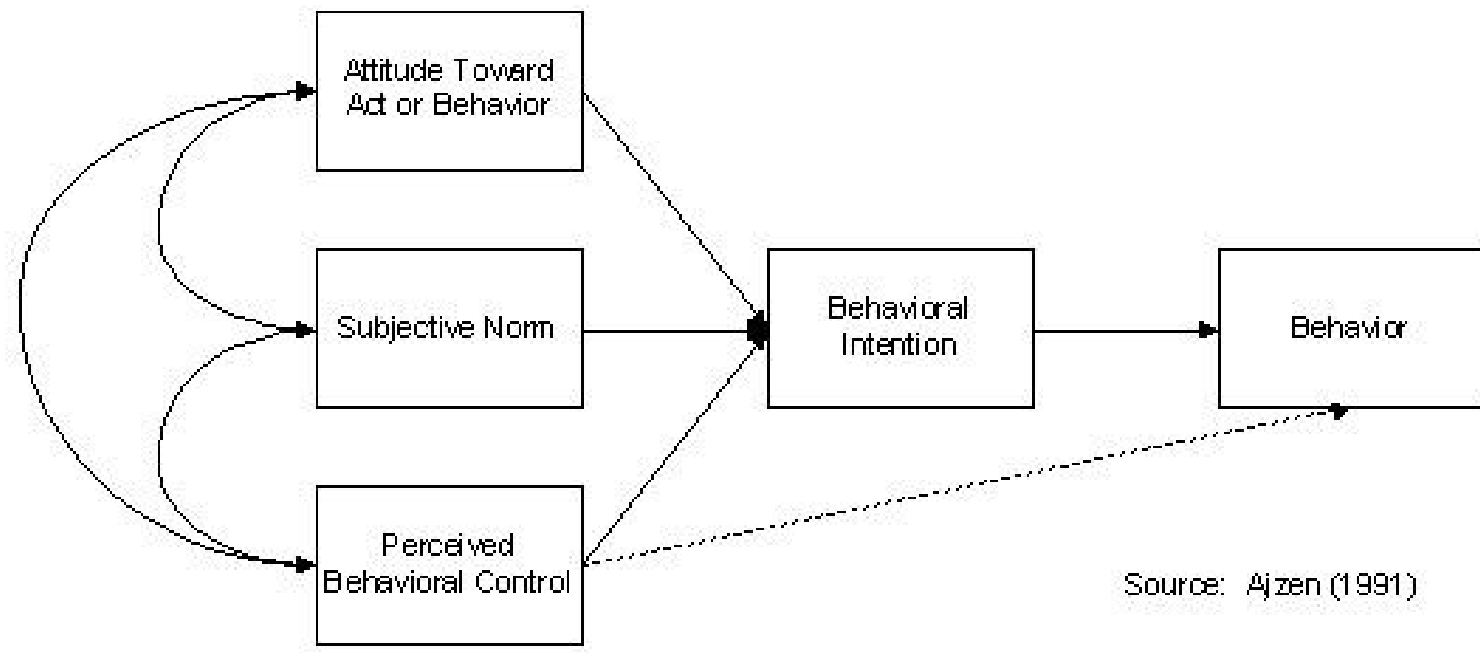 Attitude Toward
Act or Behavior
Subjective Norm
Behavioral
Intention
Behavior
Perceived
Behavioral Control
Source: Ajzen (1991)